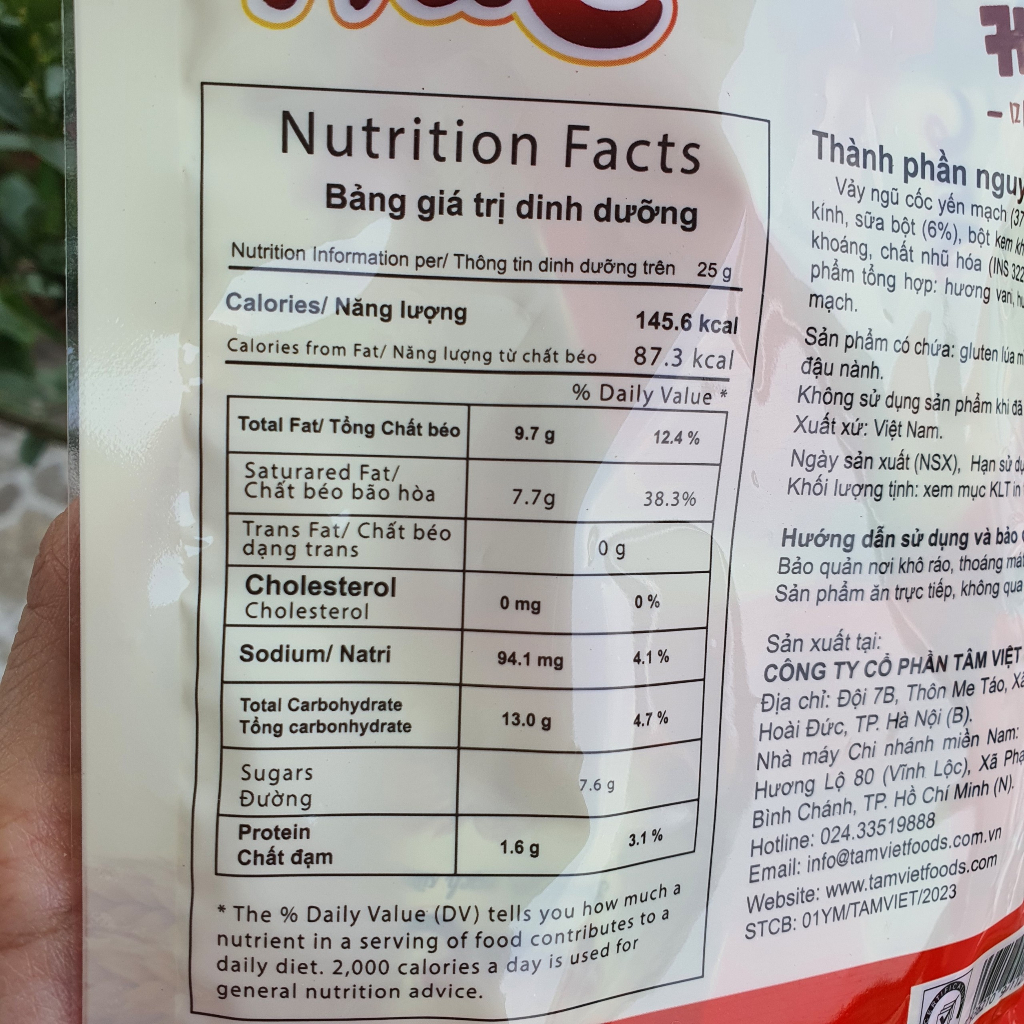 Nutrition Facts
Bảng giá trị dinh dưỡng
Nutrition Information per/ Thông tin dinh dưỡng trên 25 g
Calories/ Năng lượng 145.6 kcal
Calories from Fat/ Năng lượng từ chất béo 87.3 kcal
% Daily Value *
Total Fat/ Tổng Chất béo 9.7 g 12.4 %
Saturared Fat/
Chất béo bão hòa 7.7g 38.3%
Trans Fat/ Chất béo
dạng trans 0 g
Cholesterol
Cholesterol 0 mg 0 %
Sodium/ Natri 94.1 mg 4.1 %
Total Carbohydrate
Tổng carbonhydrate 13.0 g 4.7 %
Sugars
Đường 7.6 g
Protein
Chất đạm 1.6 g 3.1 %
* The % Daily Value (DV) tells you how much a
nutrient in a serving of food contributes to a
daily diet. 2,000 calories a day is used for
general nutrition advice.
Thành phần
Vảy ngũ cốc yến mạch
kính, sữa bột (6%), bột kem
khoáng, chất nhũ hóa (INS
phẩm tổng hợp: hương vani,
mạch.
Sản phẩm có chứa: gluten lúa
đậu nành.
Không sử dụng sản phẩm khi đã
Xuất xứ: Việt Nam.
Ngày sản xuất (NSX), Hạn sử
Khối lượng tịnh: xem mục KLT in
Hướng dẫn sử dụng và bảo
Bảo quản nơi khô ráo, thoáng
Sản phẩm ăn trực tiếp, không qua
Sản xuất tại:
CÔNG TY CỔ PHẦN TÂM VIỆT
Địa chỉ: Đội 7B, Thôn Me Táo,
Hoài Đức, TP. Hà Nội (B).
Nhà máy Chi nhánh miền Nam:
Hương Lộ 80 (Vĩnh Lộc), Xã
Bình Chánh, TP. Hồ Chí Minh (N).
Hotline: 024.33519888
Email: info@tamvietfoods.com.vn
Website: www.tamvietfoods.com
STCB: 01YM/TAMVIET/2023